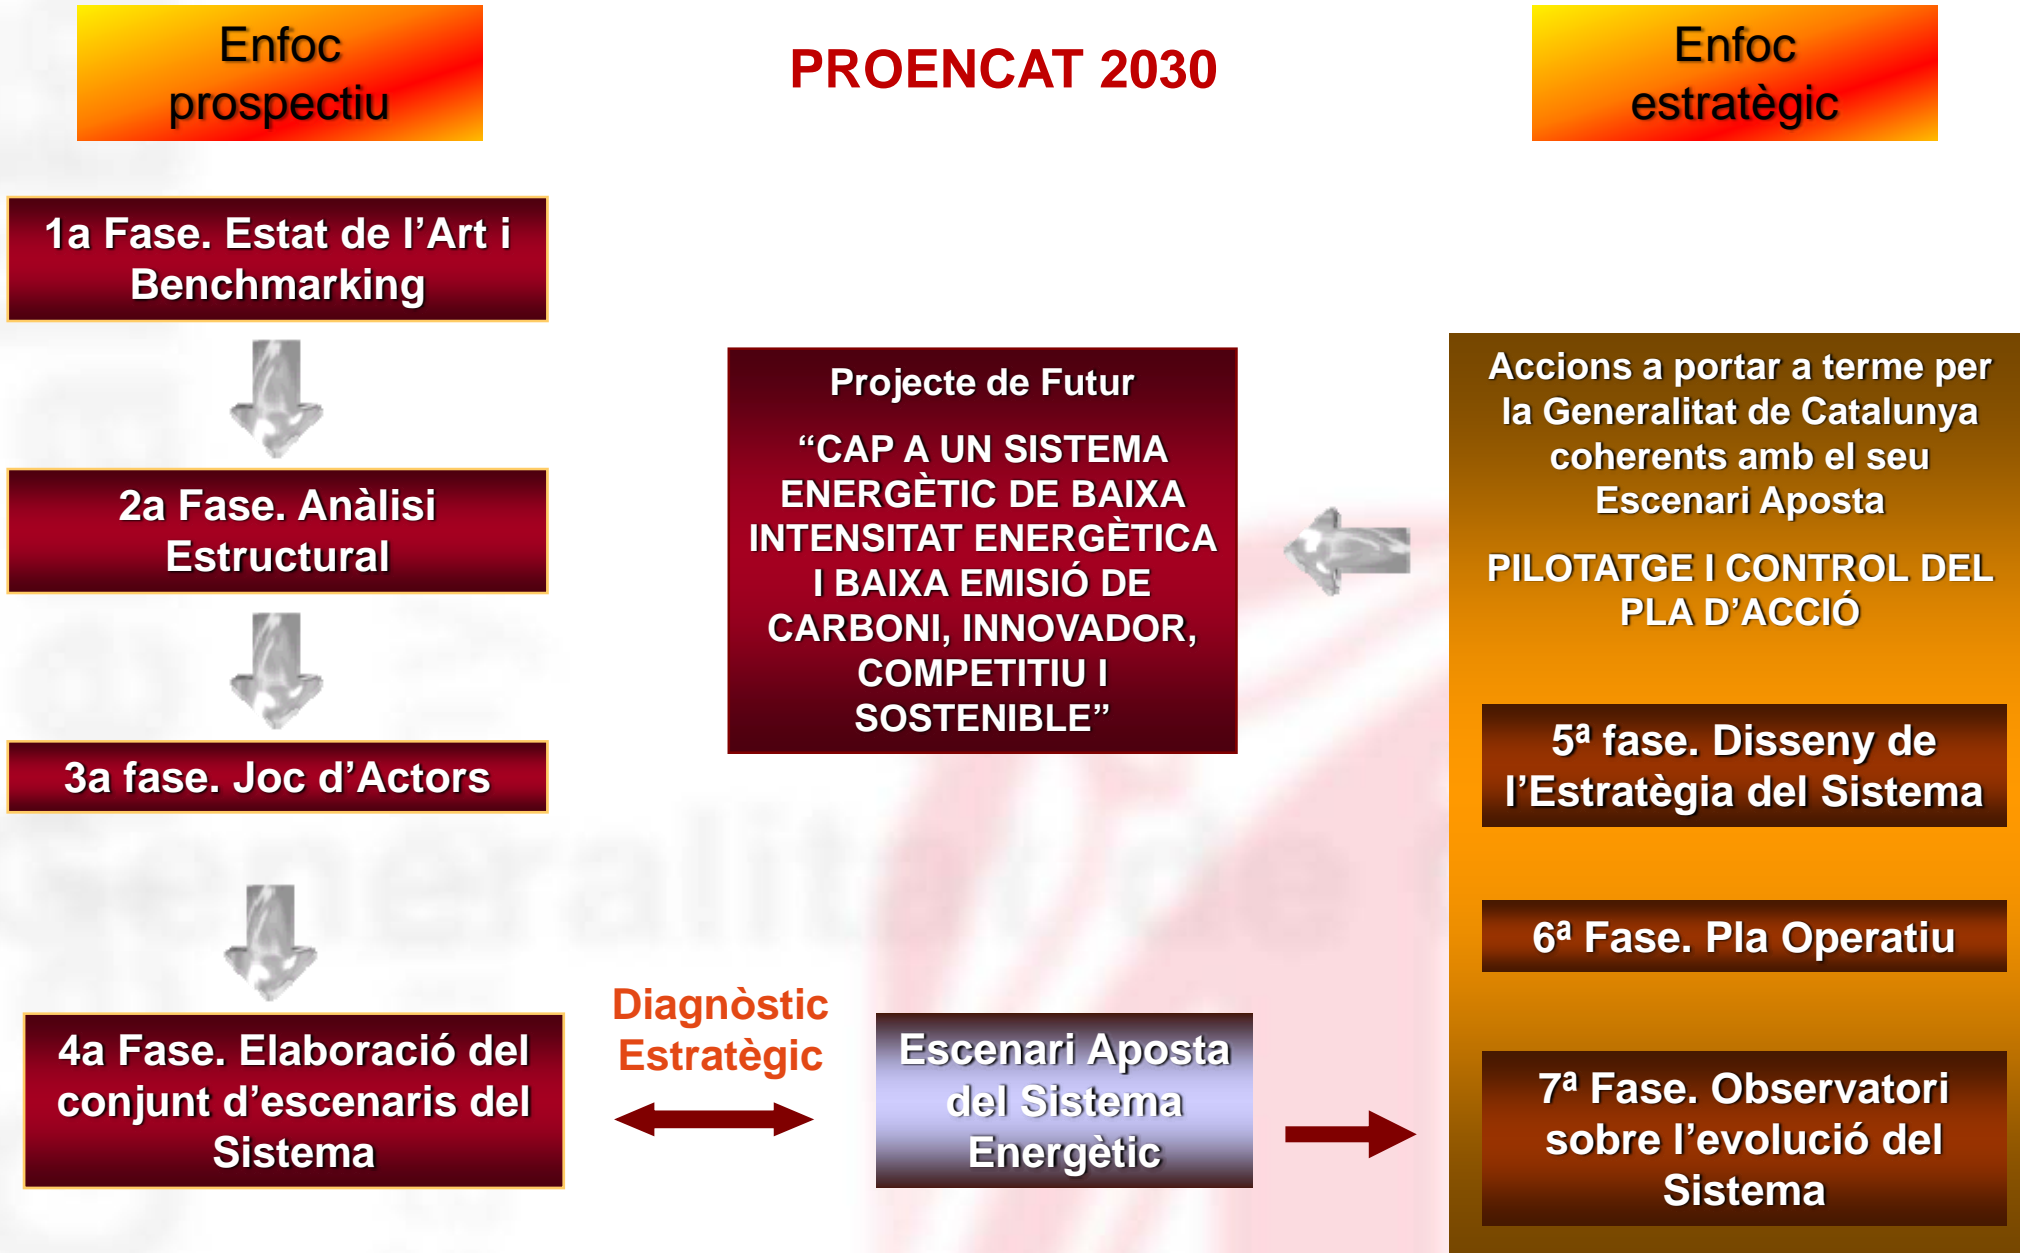 Enfoc
prospectiu
PROENCAT 2030
Enfoc
estratègic
1a Fase. Estat de l’Art i
Benchmarking
2a Fase. Anàlisi
Estructural
3a fase. Joc d’Actors
4a Fase. Elaboració del
conjunt d’escenaris del
Sistema
Diagnòstic
Estratègic
Escenari Aposta
del Sistema
Energètic
Projecte de Futur
“CAP A UN SISTEMA
ENERGÈTIC DE BAIXA
INTENSITAT ENERGÈTICA
I BAIXA EMISIÓ DE
CARBONI, INNOVADOR,
COMPETITIU I
SOSTENIBLE”
Accions a portar a terme per
la Generalitat de Catalunya
coherents amb el seu
Escenari Aposta
PILOTATGE I CONTROL DEL
PLA D’ACCIÓ
5ª fase. Disseny de
l’Estratègia del Sistema
6ª Fase. Pla Operatiu
7ª Fase. Observatori
sobre l’evolució del
Sistema
Generalitat de